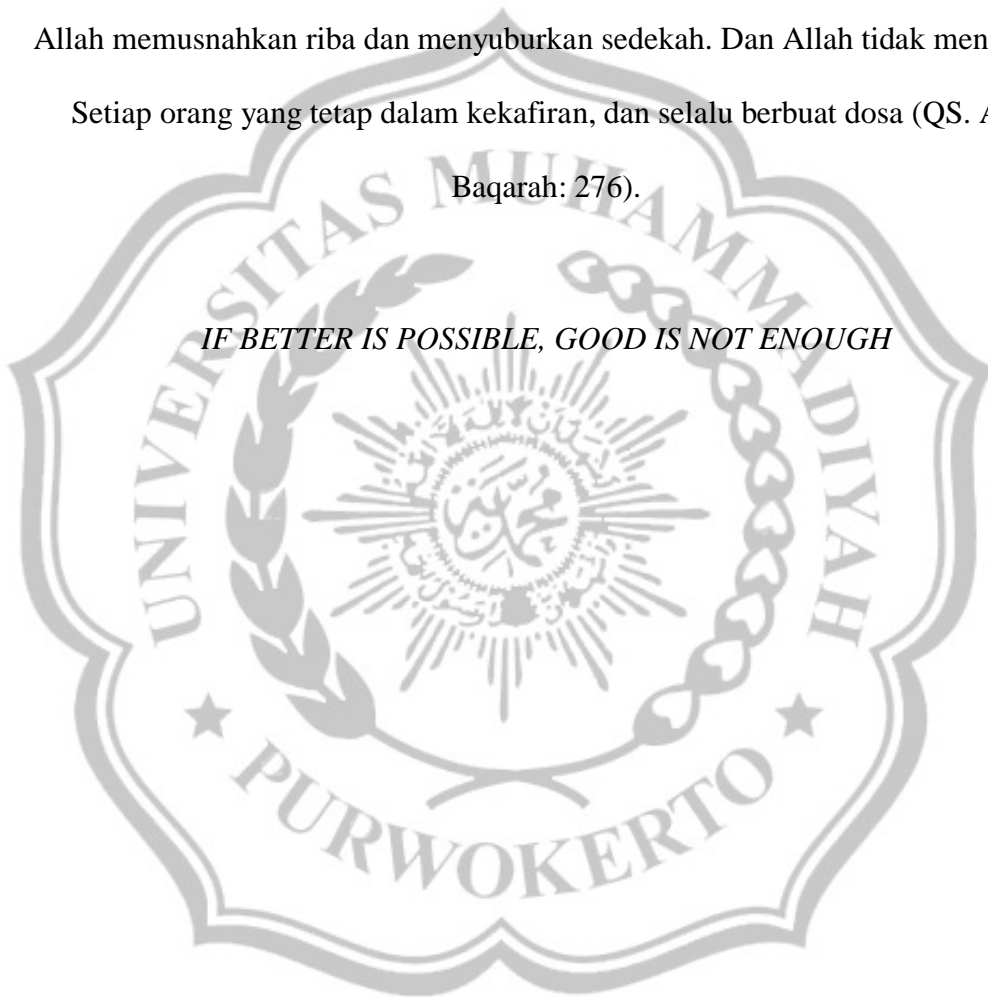 Allah memusnahkan riba dan menyuburkan sedekah. Dan Allah tidak men
Setiap orang yang tetap dalam kekafiran, dan selalu berbuat dosa (QS. A
Baqarah: 276).
IF BETTER IS POSSIBLE, GOOD IS NOT ENOUGH
UNIVERSITAS MUHAMMADIYAH
PURWOKERTO